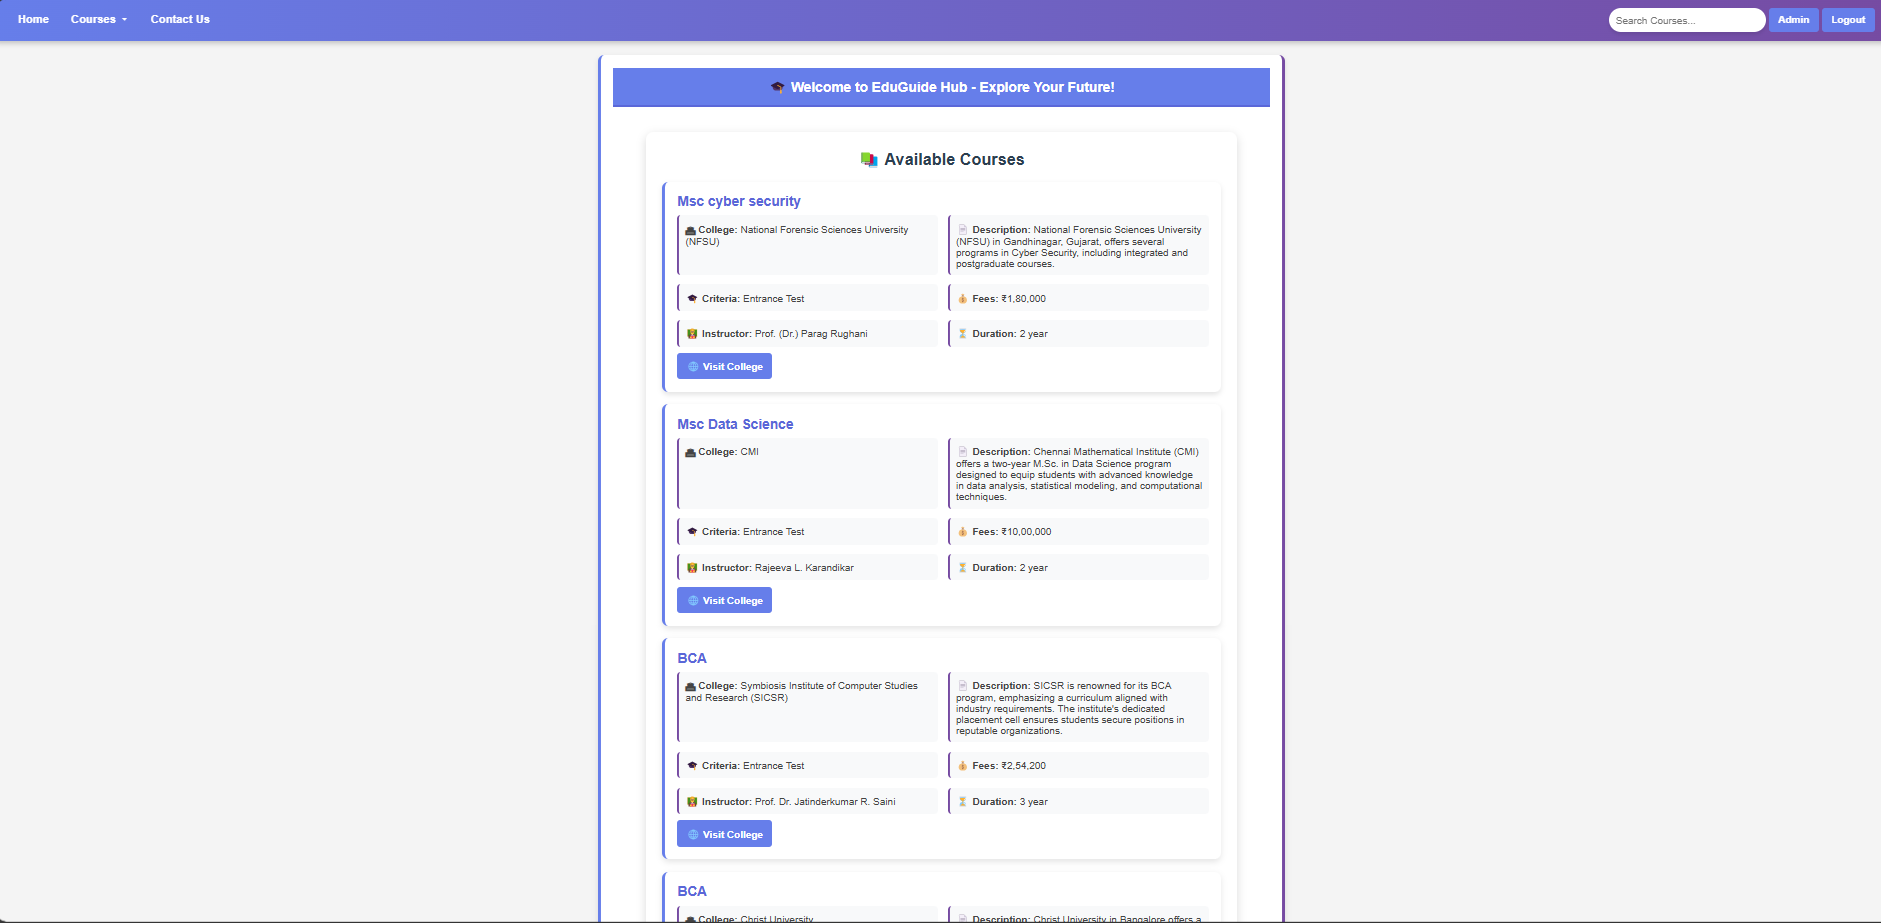 Home Courses Contact Us Search Courses... Admin Logout
Welcome to EduGuide Hub - Explore Your Future!
Available Courses
Msc cyber security
College: National Forensic Sciences University
(NFSU)
Description: National Forensic Sciences University
(NFSU) in Gandhinagar, Gujarat, offers several
programs in Cyber Security, including integrated and
postgraduate courses.
Criteria: Entrance Test
Fees: ₹1,80,000
Instructor: Prof. (Dr.) Parag Rughani
Duration: 2 year
Visit College
Msc Data Science
College: CMI
Description: Chennai Mathematical Institute (CMI)
offers a two-year M.Sc. in Data Science program
designed to equip students with advanced knowledge
in data analysis, statistical modeling, and computational
techniques.
Criteria: Entrance Test
Fees: ₹10,00,000
Instructor: Rajeeva L. Karandikar
Duration: 2 year
Visit College
BCA
College: Symbiosis Institute of Computer Studies
and Research (SICSR)
Description: SICSR is renowned for its BCA
program, emphasizing a curriculum aligned with
industry requirements. The institute's dedicated
placement cell ensures students secure positions in
reputable organizations.
Criteria: Entrance Test
Fees: ₹2,54,200
Instructor: Prof. Dr. Jatinderkumar R. Saini
Duration: 3 year
Visit College
BCA
College: Christ University
Description: Christ University in Bangalore offers a